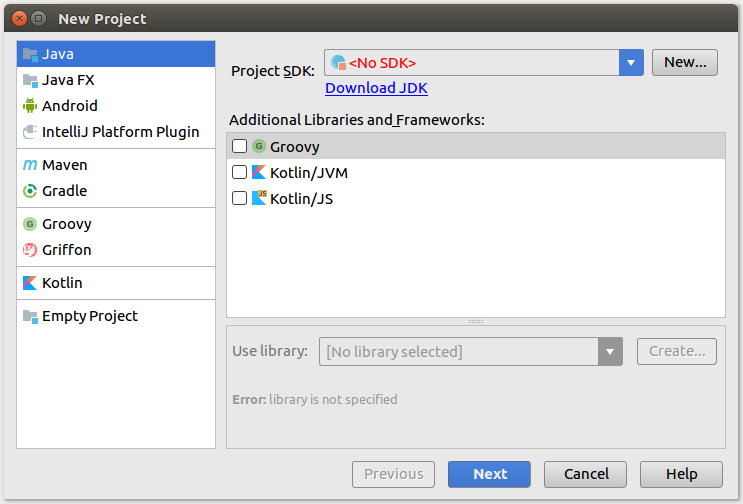 New Project
Java
Java FX
Android
IntelliJ Platform Plugin
Maven
Gradle
Groovy
Griffon
Kotlin
Empty Project
Project SDK: <No SDK> New...
Download JDK
Additional Libraries and Frameworks:
G Groovy
Kotlin/JVM
JS Kotlin/JS
Use library: [No library selected] Create...
Error: library is not specified
Previous Next Cancel Help